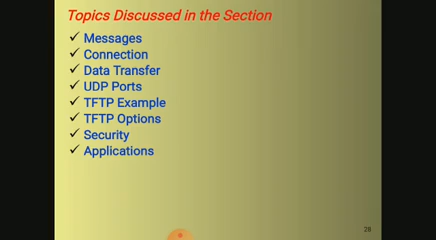 Topics Discussed in the Section
✓ Messages
✓ Connection
✓ Data Transfer
✓ UDP Ports
✓ TFTP Example
✓ TFTP Options
✓ Security
✓ Applications
28